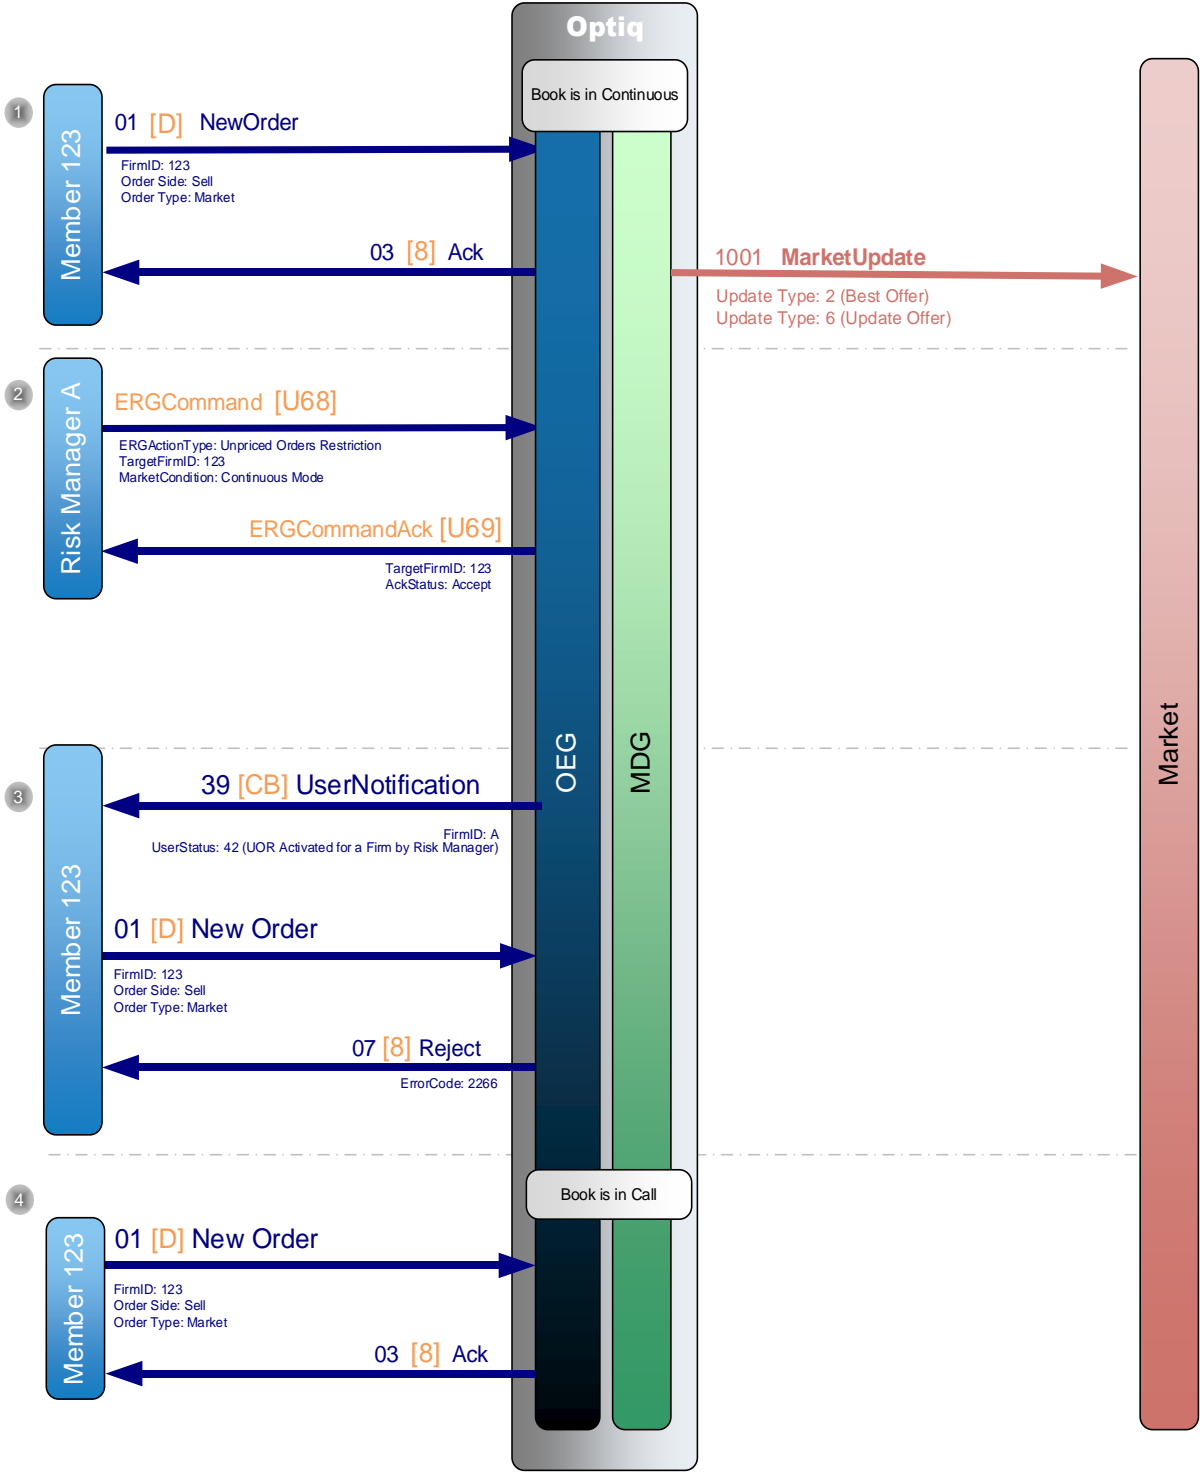 Optiq
Book is in Continuous
1
Member 123
01 [D] NewOrder
FirmID: 123
Order Side: Sell
Order Type: Market
03 [8] Ack
1001 MarketUpdate
Update Type: 2 (Best Offer)
Update Type: 6 (Update Offer)
2
Risk Manager A
ERGCommand [U68]
ERGActionType: Unpriced Orders Restriction
TargetFirmID: 123
MarketCondition: Continuous Mode
ERGCommandAck [U69]
TargetFirmID: 123
AckStatus: Accept
OEG
MDG
Market
3
Member 123
39 [CB] UserNotification
FirmID: A
UserStatus: 42 (UOR Activated for a Firm by Risk Manager)
01 [D] New Order
FirmID: 123
Order Side: Sell
Order Type: Market
07 [8] Reject
ErrorCode: 2266
Book is in Call
4
Member 123
01 [D] New Order
FirmID: 123
Order Side: Sell
Order Type: Market
03 [8] Ack